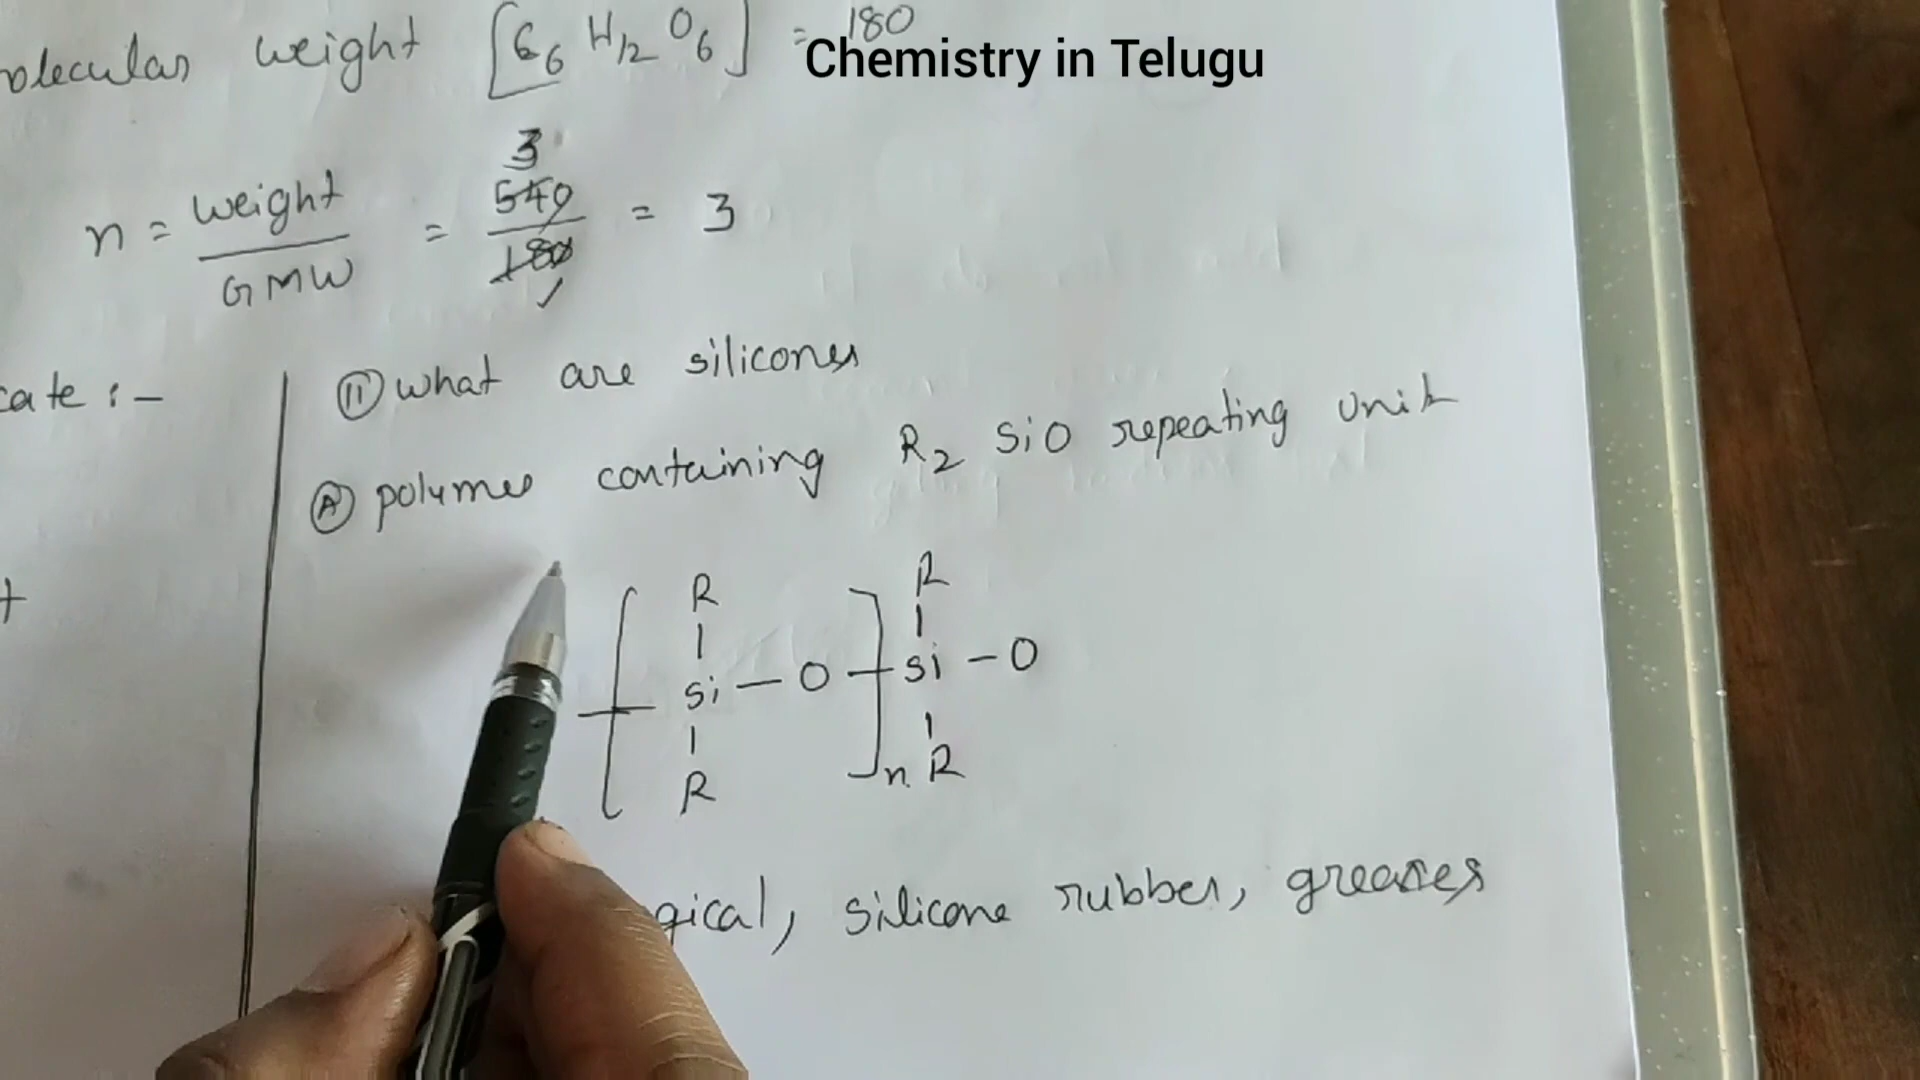 olecular weight [C6 H12 O6] = 180
Chemistry in Telugu
3
n = weight / GMW = 540 / 180 = 3
cate :-
11 what are silicones
A polymer containing R2 SiO repeating unit
t
R R
[ Si - O ] Si - O
R n R
gical, silicone rubber, greases